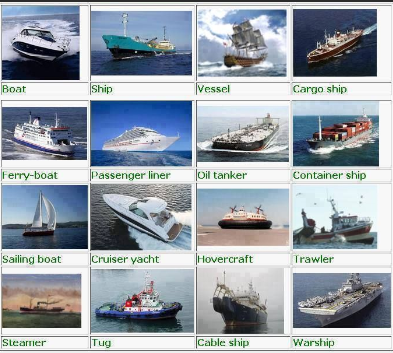 Boat
Ship
Vessel
Cargo ship
Ferry-boat
Passenger liner
Oil tanker
Container ship
Sailing boat
Cruiser yacht
Hovercraft
Trawler
Steamer
Tug
Cable ship
Warship